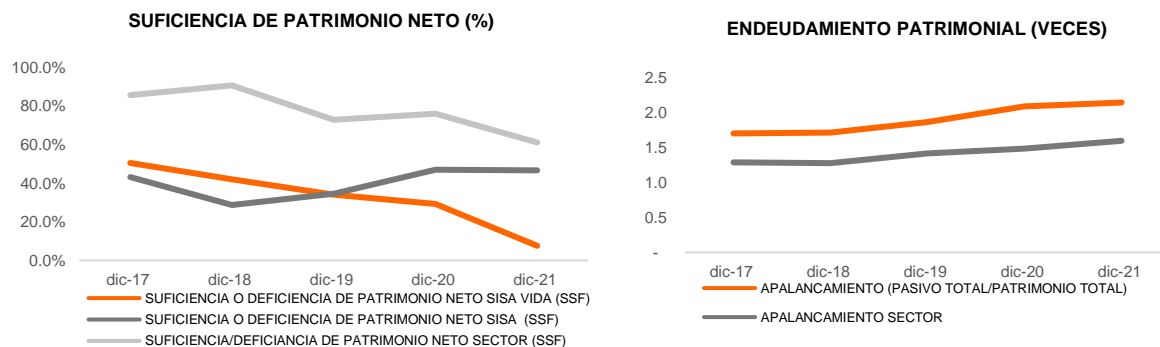 SUFICIENCIA DE PATRIMONIO NETO (%)
100.0%
80.0%
60.0%
40.0%
20.0%
0.0%
dic-17 dic-18 dic-19 dic-20 dic-21
SUFICIENCIA O DEFICIENCIA DE PATRIMONIO NETO SISA VIDA (SSF)
SUFICIENCIA O DEFICIENCIA DE PATRIMONIO NETO SISA (SSF)
SUFICIENCIA/DEFICIANCIA DE PATRIMONIO NETO SECTOR (SSF)
ENDEUDAMIENTO PATRIMONIAL (VECES)
2.5
2.0
1.5
1.0
0.5
-
dic-17 dic-18 dic-19 dic-20 dic-21
APALANCAMIENTO (PASIVO TOTAL/PATRIMONIO TOTAL)
APALANCAMIENTO SECTOR